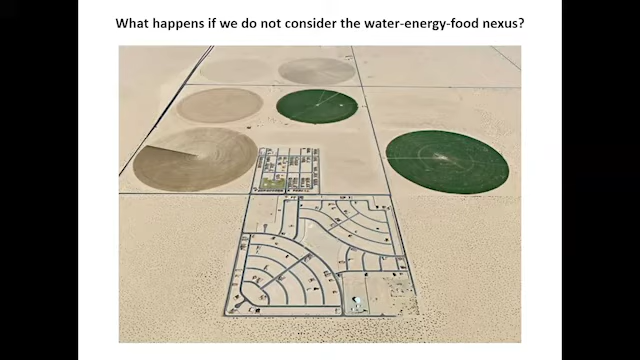 What happens if we do not consider the water-energy-food nexus?